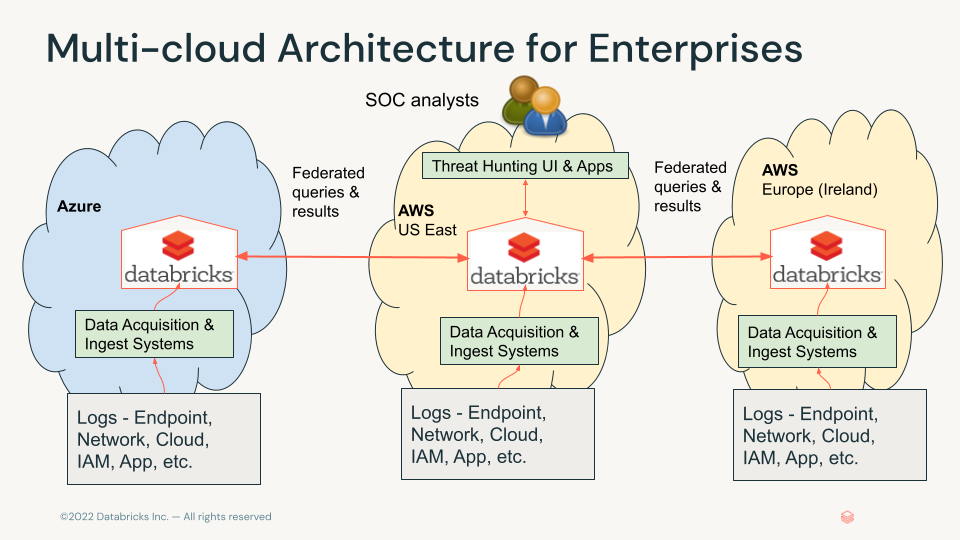 Multi-cloud Architecture for Enterprises
SOC analysts
Azure
databricks
Data Acquisition &
Ingest Systems
Logs - Endpoint,
Network, Cloud,
IAM, App, etc.
Federated
queries &
results
Threat Hunting UI & Apps
AWS
US East
databricks
Data Acquisition &
Ingest Systems
Logs - Endpoint,
Network, Cloud,
IAM, App, etc.
Federated
queries &
results
AWS
Europe (Ireland)
databricks
Data Acquisition &
Ingest Systems
Logs - Endpoint,
Network, Cloud,
IAM, App, etc.
©2022 Databricks Inc. — All rights reserved